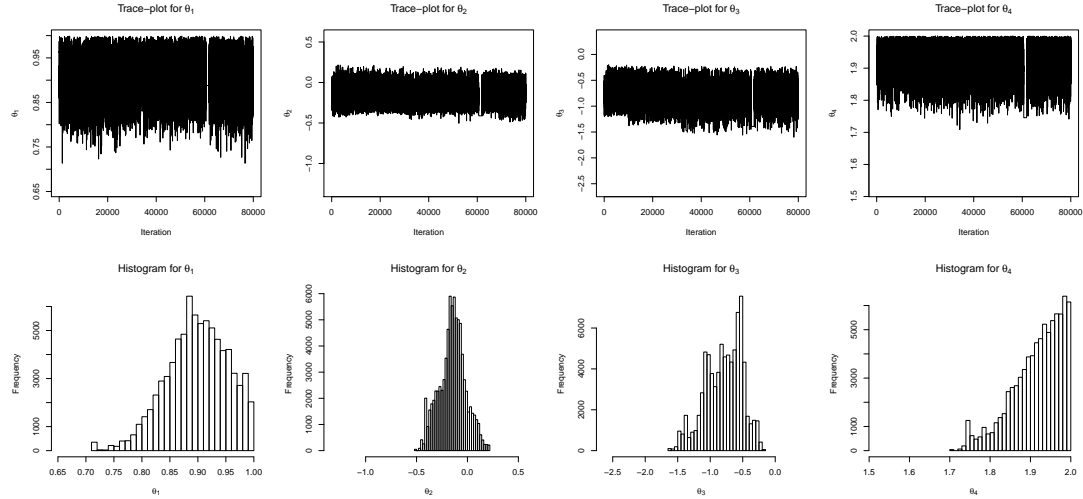 Trace−plot for θ1
Trace−plot for θ2
Trace−plot for θ3
Trace−plot for θ4
θ1
0.65 0.75 0.85 0.95
0 20000 40000 60000 80000
Iteration
θ2
−1.0 −0.5 0.0 0.5
0 20000 40000 60000 80000
Iteration
θ3
−2.5 −2.0 −1.5 −1.0 −0.5 0.0
0 20000 40000 60000 80000
Iteration
θ4
1.5 1.6 1.7 1.8 1.9 2.0
0 20000 40000 60000 80000
Iteration
Histogram for θ1
Histogram for θ2
Histogram for θ3
Histogram for θ4
Frequency
0 1000 3000 5000
0.65 0.70 0.75 0.80 0.85 0.90 0.95 1.00
θ1
Frequency
0 1000 2000 3000 4000 5000 6000
−1.0 −0.5 0.0 0.5
θ2
Frequency
0 2000 4000
−2.5 −2.0 −1.5 −1.0 −0.5 0.0
θ3
Frequency
0 1000 3000 5000
1.5 1.6 1.7 1.8 1.9 2.0
θ4